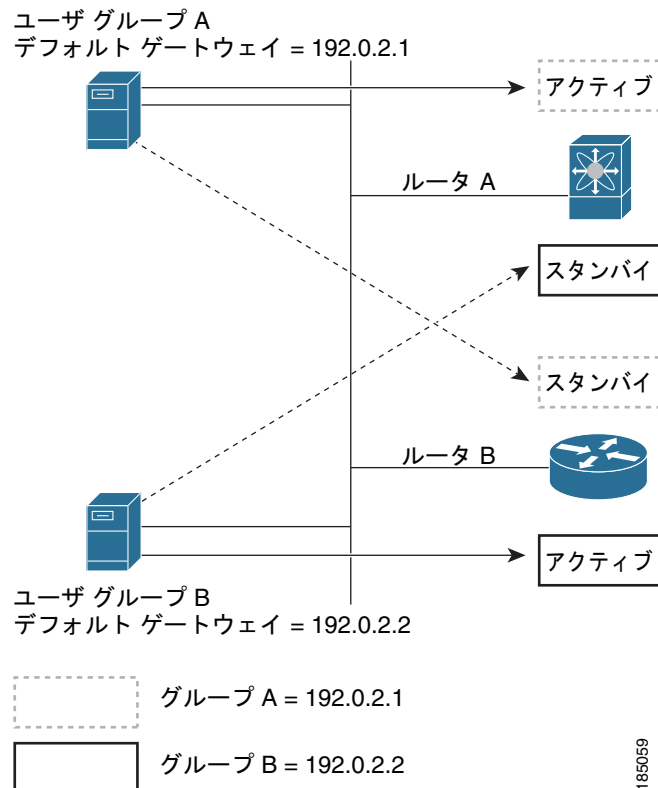 ユーザ グループ A
デフォルト ゲートウェイ = 192.0.2.1
アクティブ
ルータ A
スタンバイ
スタンバイ
ルータ B
アクティブ
ユーザ グループ B
デフォルト ゲートウェイ = 192.0.2.2
グループ A = 192.0.2.1
グループ B = 192.0.2.2
185059